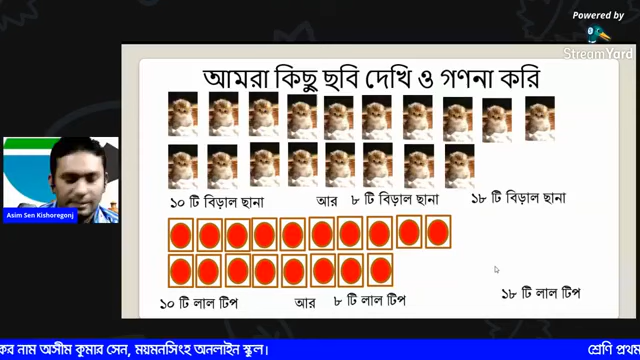 Powered by
StreamYard
আমরা কিছু ছবি দেখি ও গণনা করি
১০ টি বিড়াল ছানা আর ৮ টি বিড়াল ছানা ১৮ টি বিড়াল ছানা
Asim Sen Kishoregonj
১০ টি লাল টিপ আর ৮ টি লাল টিপ ১৮ টি লাল টিপ
কের নাম অসীম কুমার সেন, ময়মনসিংহ অনলাইন স্কুল। শ্রেণি প্রথম